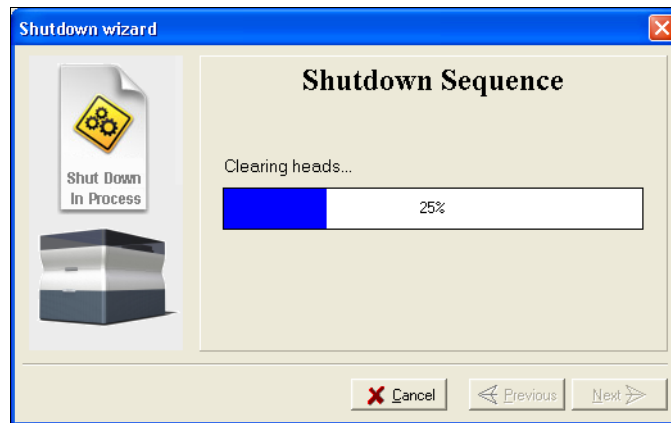 Shutdown wizard
Shut Down
In Process
Shutdown Sequence
Clearing heads...
25%
Cancel
Previous
Next